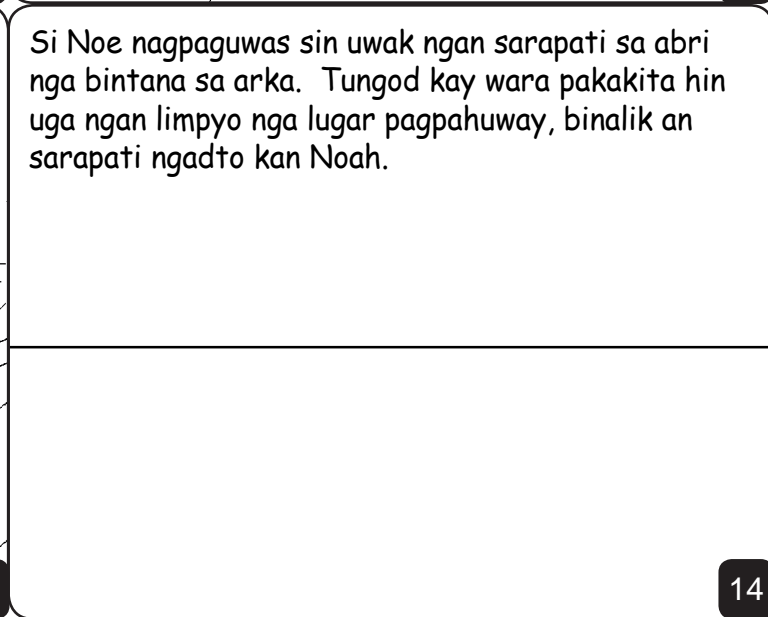 Si Noe nagpaguwas sin uwak ngan sarapati sa abri
nga bintana sa arka.  Tungod kay wara pakakita hin
uga ngan limpyo nga lugar pagpahuway, binalik an
sarapati ngadto kan Noah.
14